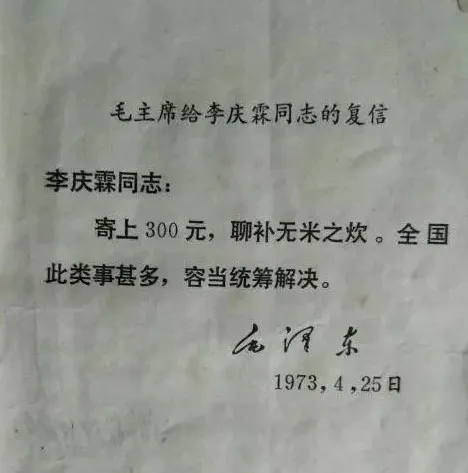 毛主席给李庆霖同志的复信
李庆霖同志：
寄上300元，聊补无米之炊。全国
此类事甚多，容当统筹解决。
毛泽东
1973,4,25日